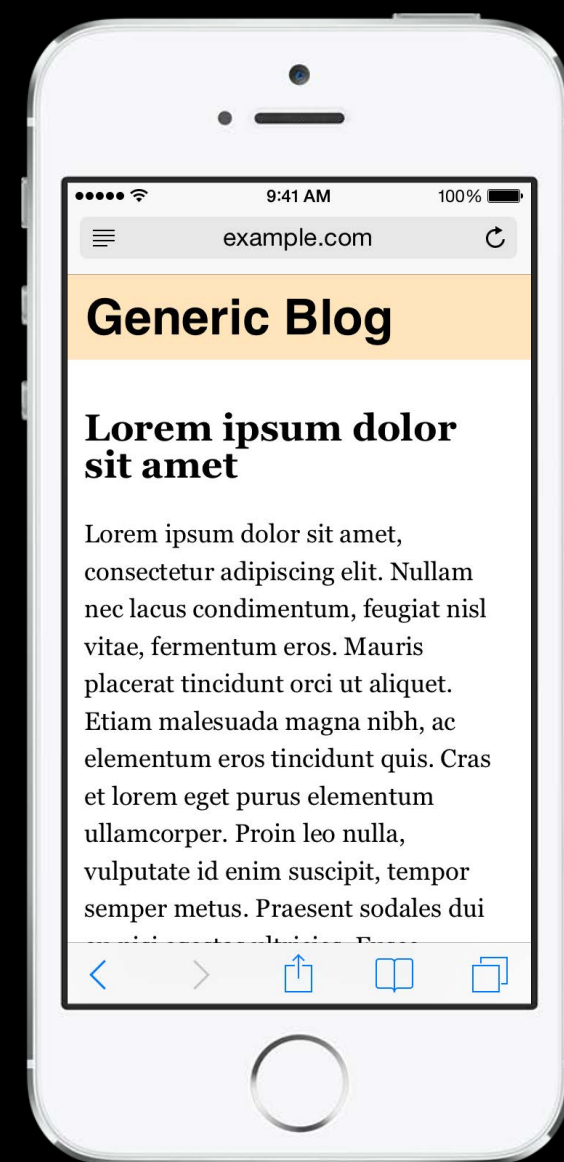 9:41 AM 100%
example.com
Generic Blog
Lorem ipsum dolor
sit amet
Lorem ipsum dolor sit amet,
consectetur adipiscing elit. Nullam
nec lacus condimentum, feugiat nisl
vitae, fermentum eros. Mauris
placerat tincidunt orci ut aliquet.
Etiam malesuada magna nibh, ac
elementum eros tincidunt quis. Cras
et lorem eget purus elementum
ullamcorper. Proin leo nulla,
vulputate id enim suscipit, tempor
semper metus. Praesent sodales dui